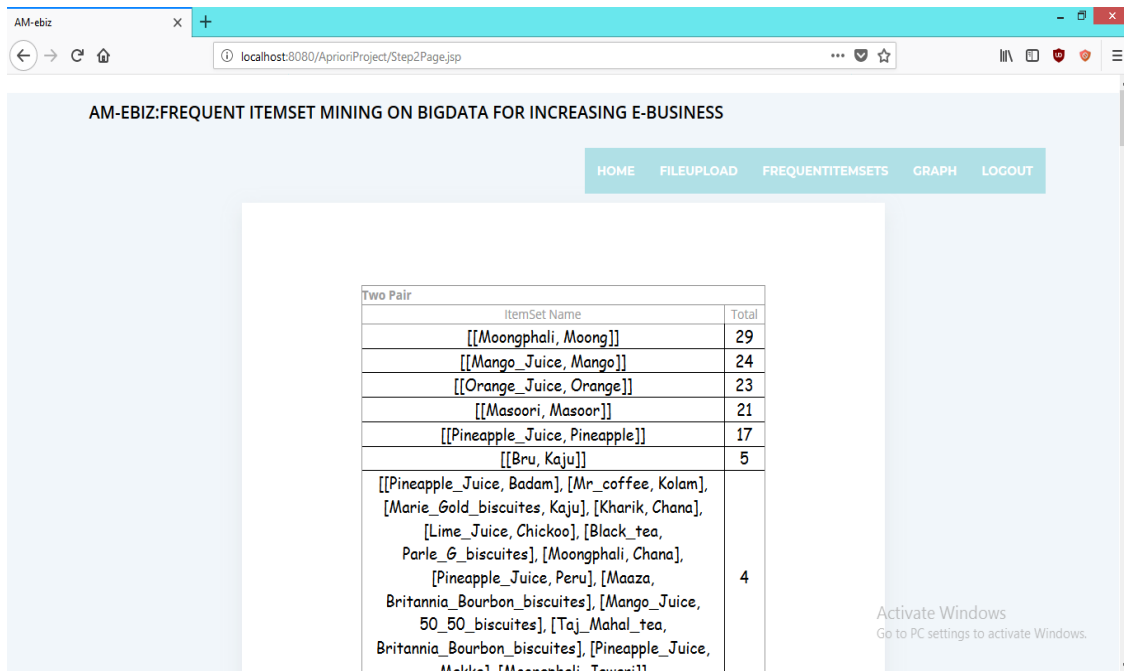 AM-ebiz
localhost:8080/AprioriProject/Step2Page.jsp
AM-EBIZ:FREQUENT ITEMSET MINING ON BIGDATA FOR INCREASING E-BUSINESS
HOME FILEUPLOAD FREQUENTITEMSETS GRAPH LOGOUT
Two Pair
ItemSet Name Total
[[Moongphali, Moong]] 29
[[Mango_Juice, Mango]] 24
[[Orange_Juice, Orange]] 23
[[Masoori, Masoor]] 21
[[Pineapple_Juice, Pineapple]] 17
[[Bru, Kaju]] 5
[[Pineapple_Juice, Badam], [Mr_coffee, Kolam],
[Marie_Gold_biscuites, Kaju], [Kharik, Chana],
[Lime_Juice, Chickoo], [Black_tea,
Parle_G_biscuites], [Moongphali, Chana],
[Pineapple_Juice, Peru], [Maaza, 4
Britannia_Bourbon_biscuites], [Mango_Juice,
50_50_biscuites], [Taj_Mahal_tea,
Britannia_Bourbon_biscuites], [Pineapple_Juice,
Activate Windows
Go to PC settings to activate Windows.